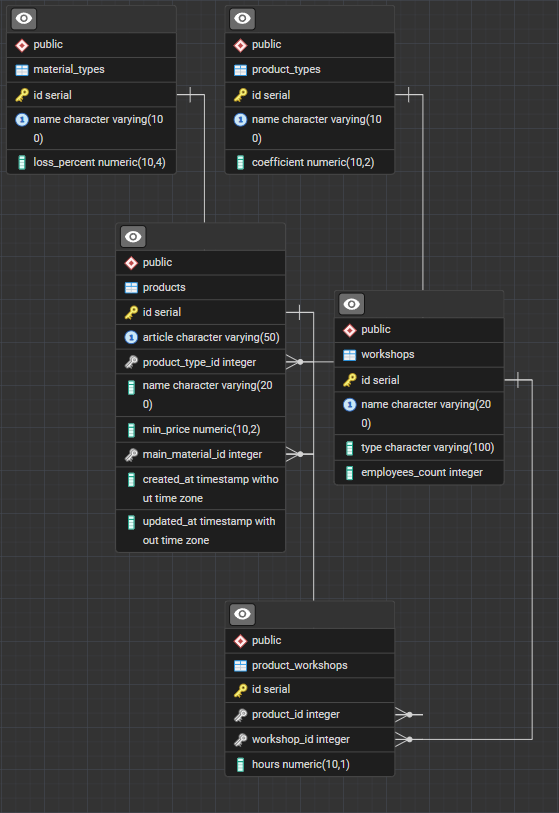 public
material_types
id serial
name character varying(10
0)
loss_percent numeric(10,4)
public
product_types
id serial
name character varying(10
0)
coefficient numeric(10,2)
public
products
id serial
article character varying(50)
product_type_id integer
name character varying(20
0)
min_price numeric(10,2)
main_material_id integer
created_at timestamp witho
ut time zone
updated_at timestamp with
out time zone
public
workshops
id serial
name character varying(20
0)
type character varying(100)
employees_count integer
public
product_workshops
id serial
product_id integer
workshop_id integer
hours numeric(10,1)